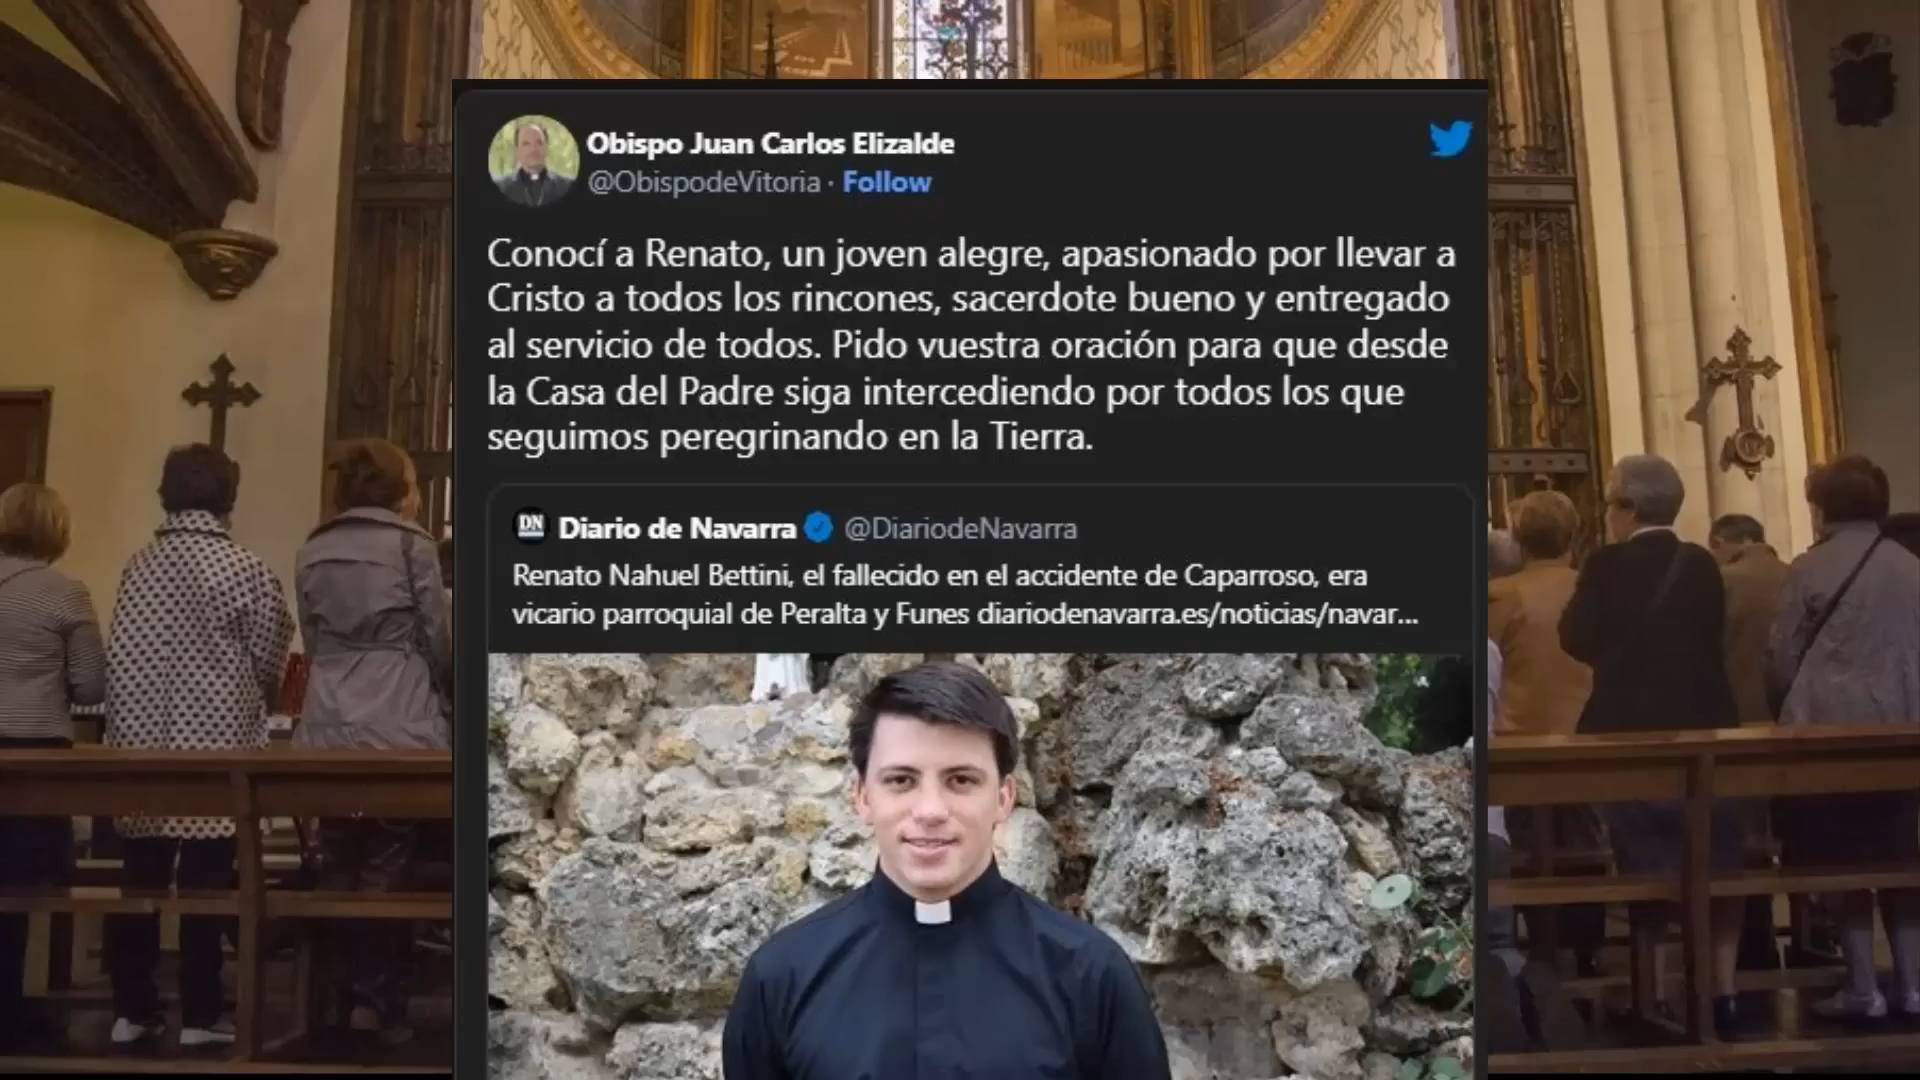 Obispo Juan Carlos Elizalde
@ObispodeVitoria · Follow
Conocí a Renato, un joven alegre, apasionado por llevar a
Cristo a todos los rincones, sacerdote bueno y entregado
al servicio de todos. Pido vuestra oración para que desde
la Casa del Padre siga intercediendo por todos los que
seguimos peregrinando en la Tierra.
DN Diario de Navarra @DiariodeNavarra
Renato Nahuel Bettini, el fallecido en el accidente de Caparroso, era
vicario parroquial de Peralta y Funes diariodenavarra.es/noticias/navar...